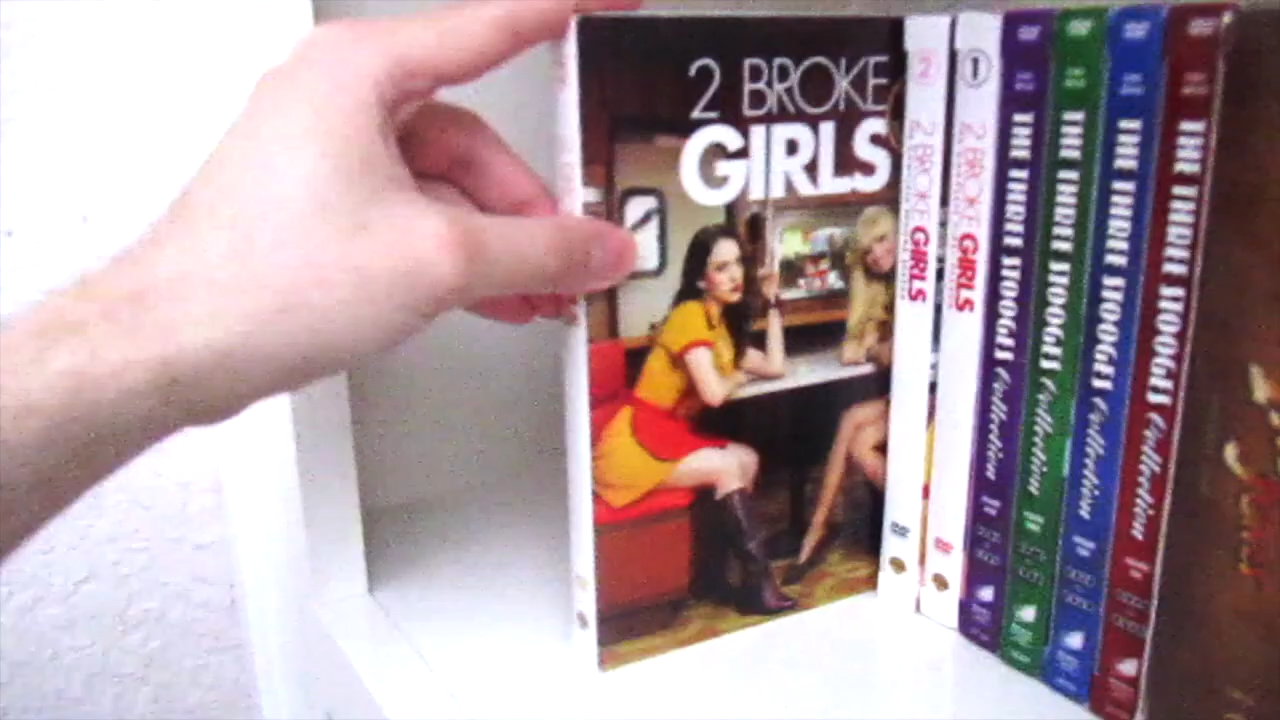 2 BROKE
GIRLS
2
2 BROKE GIRLS
1
2 BROKE GIRLS
THE THREE STOOGES Collection
THE THREE STOOGES Collection
THE THREE STOOGES Collection
THE THREE STOOGES Collection